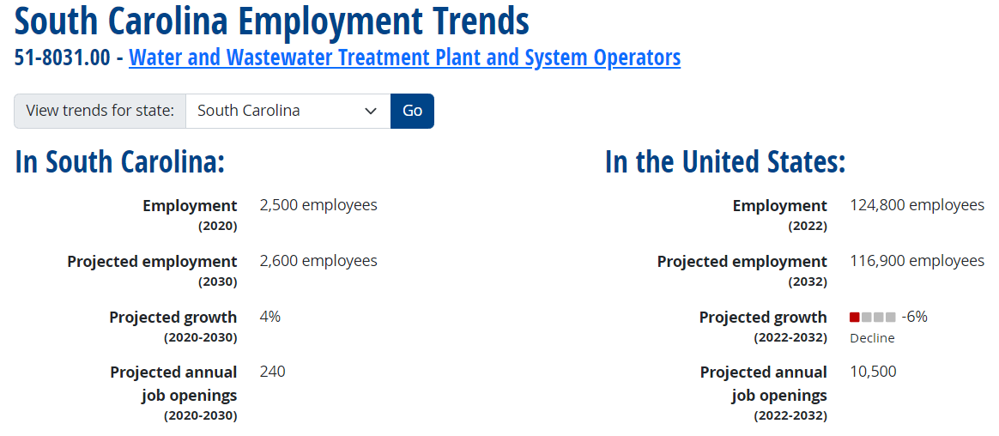 South Carolina Employment Trends
51-8031.00 - Water and Wastewater Treatment Plant and System Operators
View trends for state: South Carolina Go
In South Carolina:
Employment 2,500 employees
(2020)
Projected employment 2,600 employees
(2030)
Projected growth 4%
(2020-2030)
Projected annual 240
job openings
(2020-2030)
In the United States:
Employment 124,800 employees
(2022)
Projected employment 116,900 employees
(2032)
Projected growth -6%
(2022-2032) Decline
Projected annual 10,500
job openings
(2022-2032)